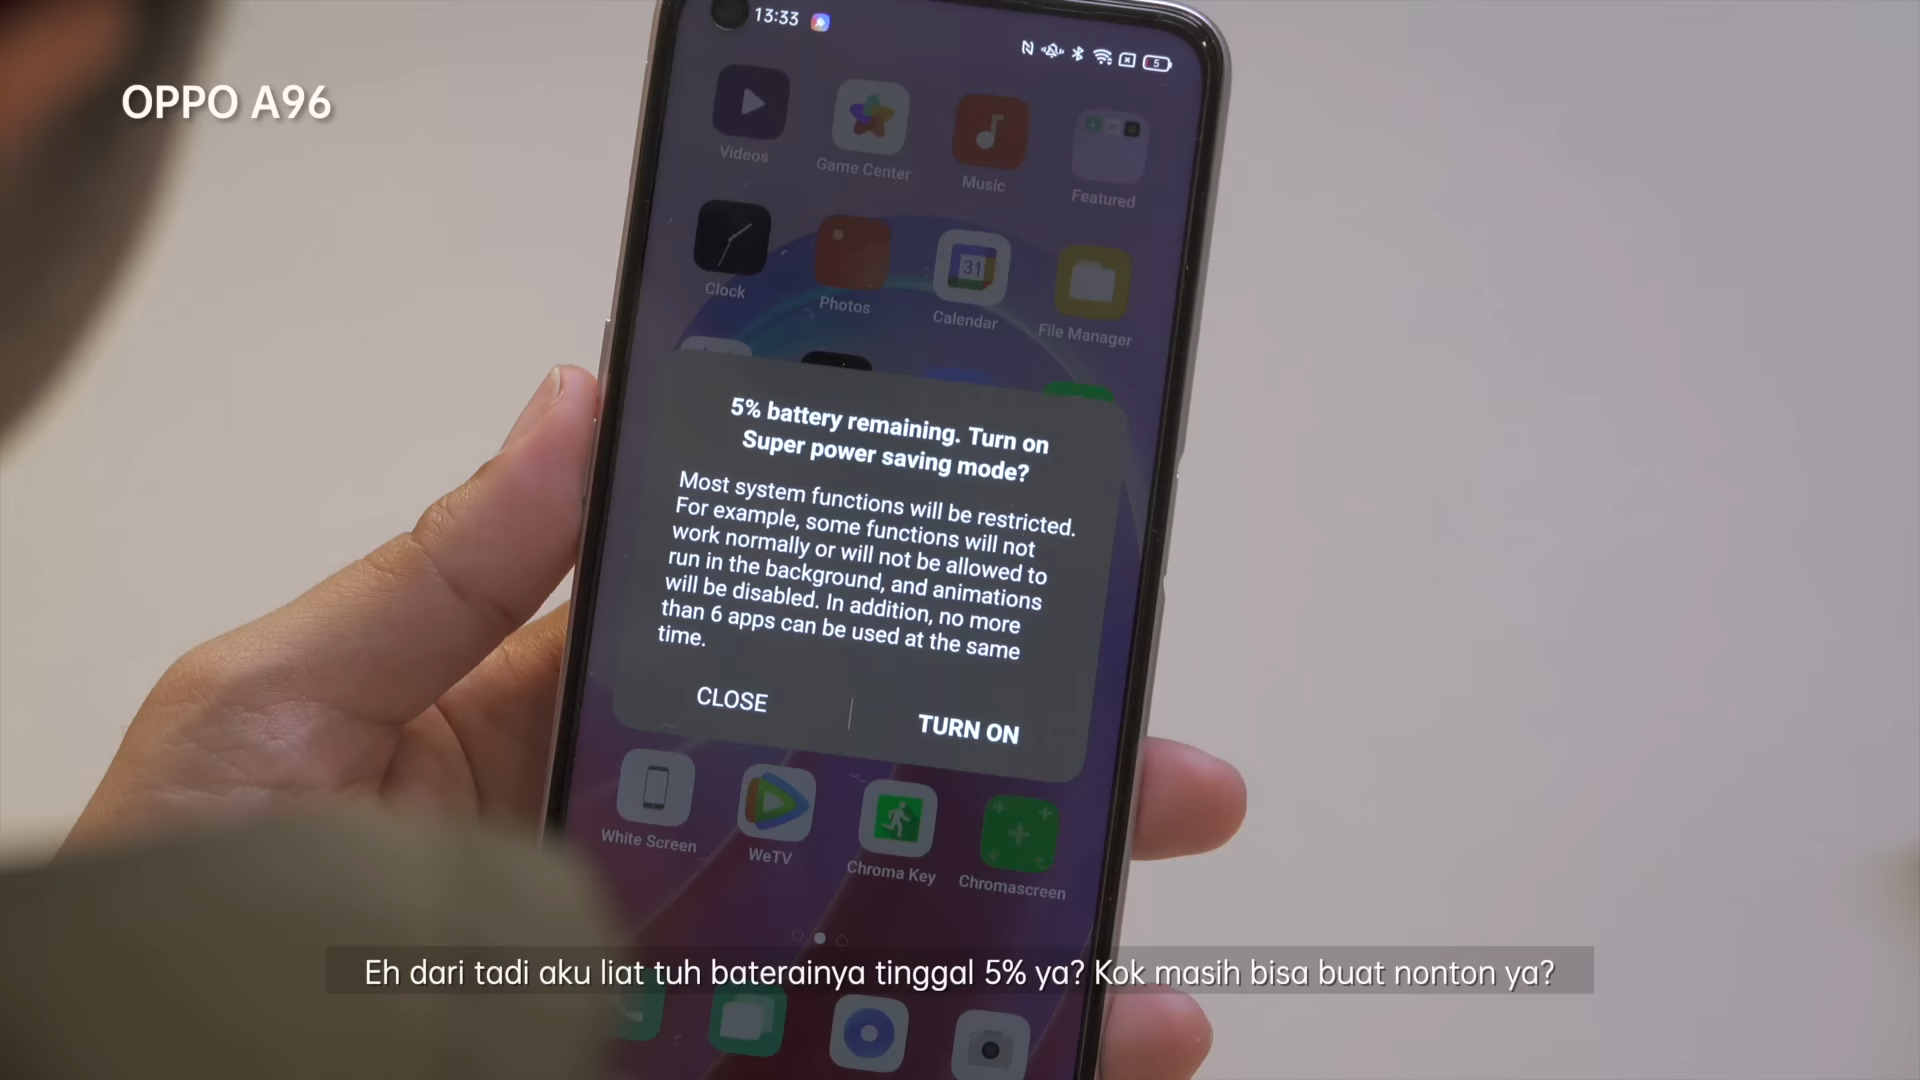 13:33
5
OPPO A96
Videos
Game Center
Music
Featured
Clock
Photos
31
Calendar
File Manager
5% battery remaining. Turn on
Super power saving mode?
Most system functions will be restricted.
For example, some functions will not
work normally or will not be allowed to
run in the background, and animations
will be disabled. In addition, no more
than 6 apps can be used at the same
time.
CLOSE
TURN ON
White Screen
WeTV
Chroma Key
Chromascreen
Eh dari tadi aku liat tuh baterainya tinggal 5% ya? Kok masih bisa buat nonton ya?